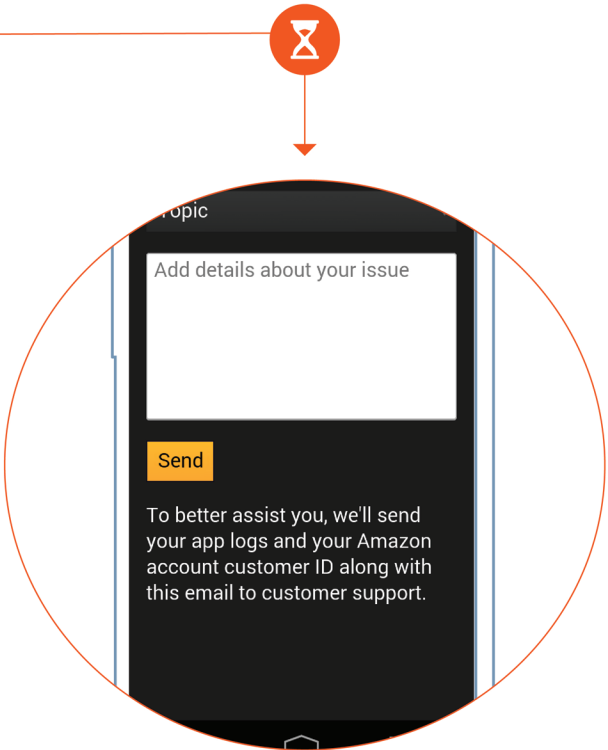 Topic
Add details about your issue
Send
To better assist you, we'll send
your app logs and your Amazon
account customer ID along with
this email to customer support.